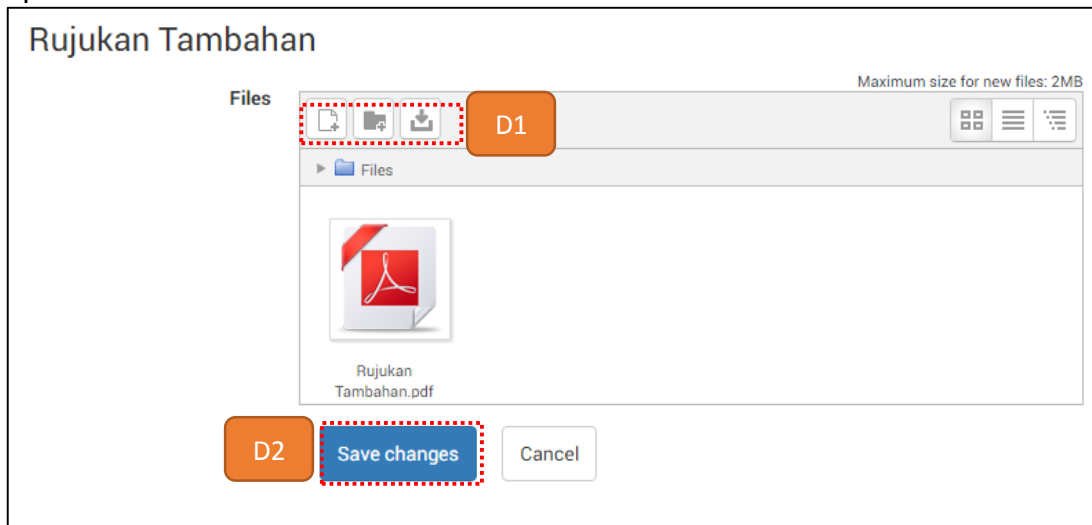 Rujukan Tambahan
Maximum size for new files: 2MB
Files
D1
Files
Rujukan
Tambahan.pdf
D2
Save changes
Cancel